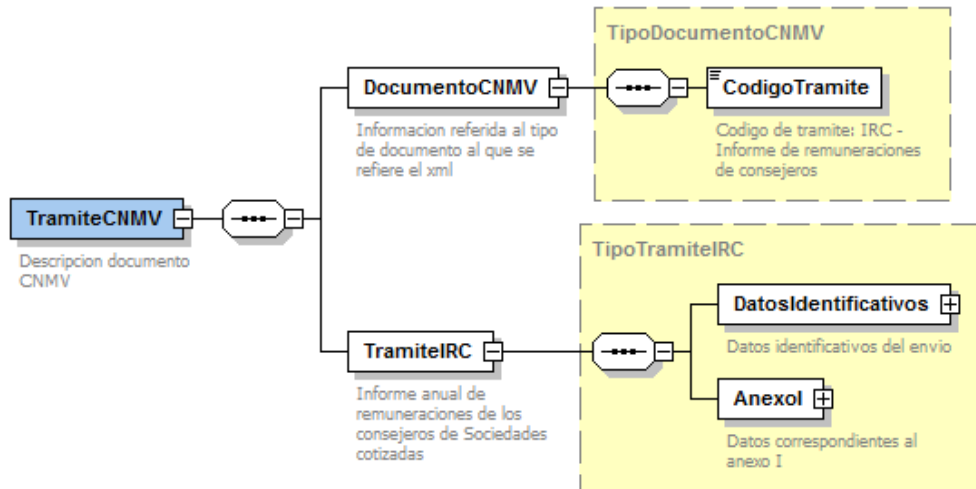 TipoDocumentoCNMV
DocumentoCNMV
CodigoTramite
Informacion referida al tipo
de documento al que se
refiere el xml
Codigo de tramite: IRC -
Informe de remuneraciones
de consejeros
TramiteCNMV
Descripcion documento
CNMV
TipoTramiteIRC
DatosIdentificativos
Datos identificativos del envio
TramiteIRC
Informe anual de
remuneraciones de los
consejeros de Sociedades
cotizadas
AnexoI
Datos correspondientes al
anexo I